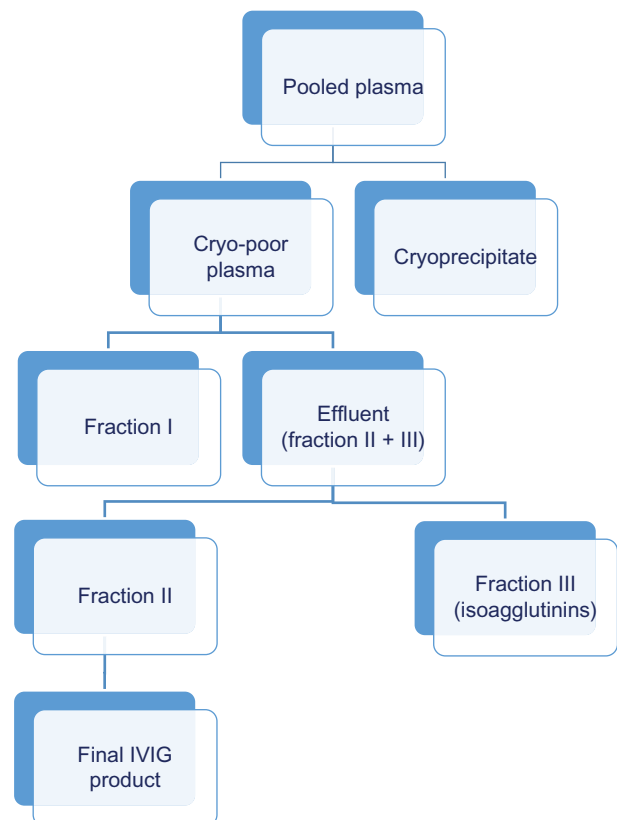 Pooled plasma
Cryo-poor
plasma
Cryoprecipitate
Fraction I
Effluent
(fraction II + III)
Fraction II
Fraction III
(isoagglutinins)
Final IVIG
product